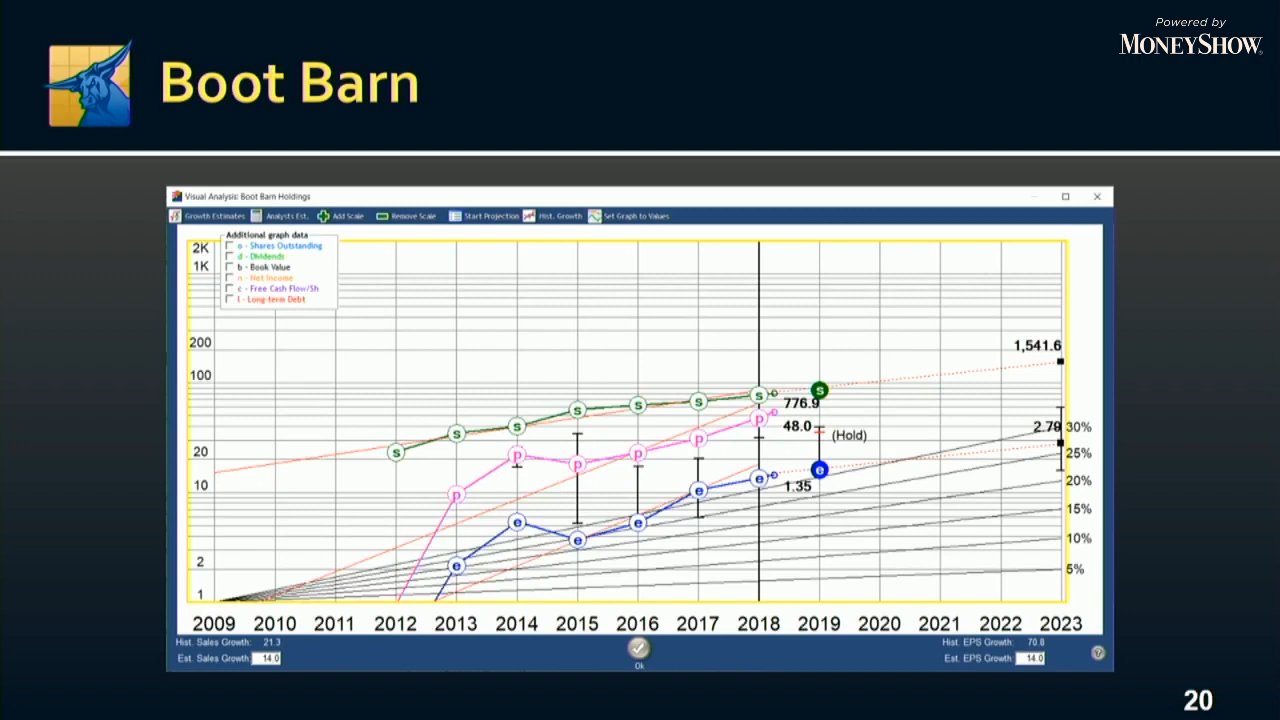 Powered by
MONEYSHOW
Boot Barn
Visual Analysis: Boot Barn Holdings
Growth Estimates Analysts Est. Add Scale Remove Scale Start Projection Hist. Growth Set Graph to Values
Additional graph data
o - Shares Outstanding
d - Dividends
b - Book Value
n - Net Income
c - Free Cash Flow/Sh
l - Long-term Debt
2K
1K
200
100
20
10
2
1
s s s s s s s s
p p p p p p
e e e e e e e
1,541.6
776.9
48.0
(Hold)
1.35
2.79
30%
25%
20%
15%
10%
5%
2009 2010 2011 2012 2013 2014 2015 2016 2017 2018 2019 2020 2021 2022 2023
Hist. Sales Growth: 21.3
Est. Sales Growth: 14.0
Ok
Hist. EPS Growth: 70.8
Est. EPS Growth: 14.0
?
20